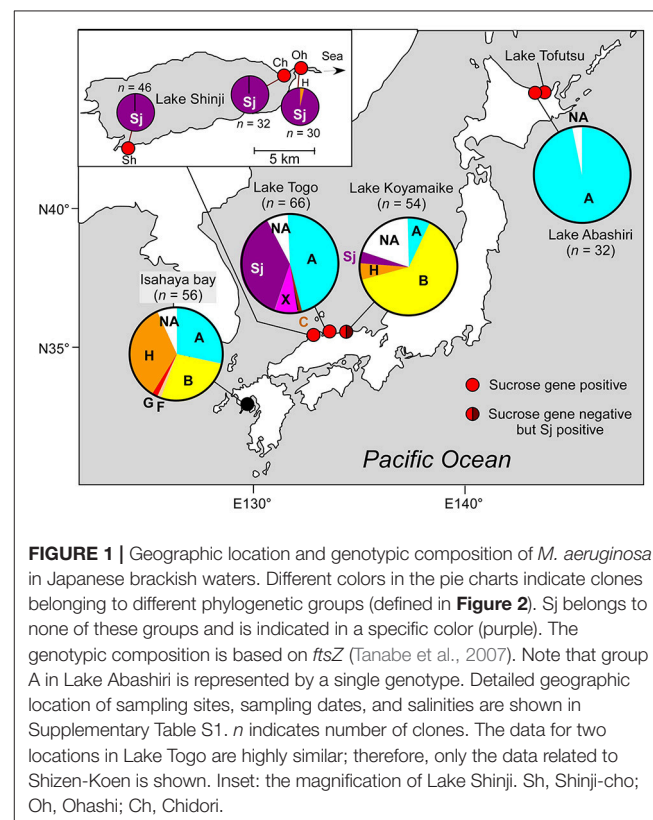 Ch
Oh
Sea
n = 46
Lake Shinji
Sj
Sj
H
Sj
n = 32
n = 30
Sh
5 km
Lake Tofutsu
NA
A
Lake Abashiri
(n = 32)
N40°
Lake Togo
(n = 66)
Lake Koyamaike
(n = 54)
NA
A
Sj
X
C
NA
A
Sj
H
B
Isahaya bay
(n = 56)
NA
A
H
B
G
F
N35°
Sucrose gene positive
Sucrose gene negative
but Sj positive
Pacific Ocean
E130°
E140°
FIGURE 1 | Geographic location and genotypic composition of M. aeruginosa
in Japanese brackish waters. Different colors in the pie charts indicate clones
belonging to different phylogenetic groups (defined in Figure 2). Sj belongs to
none of these groups and is indicated in a specific color (purple). The
genotypic composition is based on ftsZ (Tanabe et al., 2007). Note that group
A in Lake Abashiri is represented by a single genotype. Detailed geographic
location of sampling sites, sampling dates, and salinities are shown in
Supplementary Table S1. n indicates number of clones. The data for two
locations in Lake Togo are highly similar; therefore, only the data related to
Shizen-Koen is shown. Inset: the magnification of Lake Shinji. Sh, Shinji-cho;
Oh, Ohashi; Ch, Chidori.